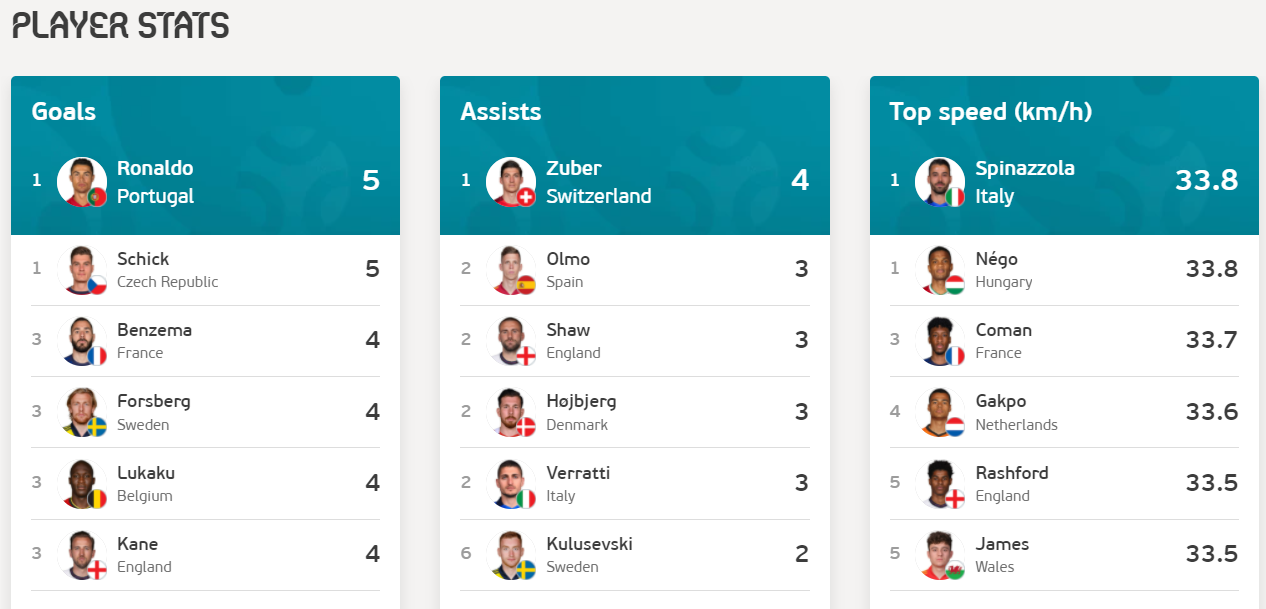 PLAYER STATS
Goals
1 Ronaldo 5
Portugal
1 Schick 5
Czech Republic
3 Benzema 4
France
3 Forsberg 4
Sweden
3 Lukaku 4
Belgium
3 Kane 4
England
Assists
1 Zuber 4
Switzerland
2 Olmo 3
Spain
2 Shaw 3
England
2 Højbjerg 3
Denmark
2 Verratti 3
Italy
6 Kulusevski 2
Sweden
Top speed (km/h)
1 Spinazzola 33.8
Italy
1 Négo 33.8
Hungary
3 Coman 33.7
France
4 Gakpo 33.6
Netherlands
5 Rashford 33.5
England
5 James 33.5
Wales